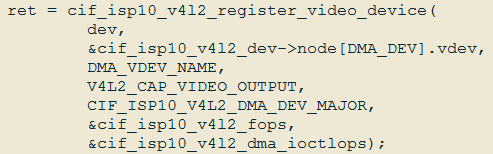 ret = cif_isp10_v4l2_register_video_device(
        dev,
        &cif_isp10_v4l2_dev->node[DMA_DEV].vdev,
        DMA_VDEV_NAME,
        V4L2_CAP_VIDEO_OUTPUT,
        CIF_ISP10_V4L2_DMA_DEV_MAJOR,
        &cif_isp10_v4l2_fops,
        &cif_isp10_v4l2_dma_ioctlops);